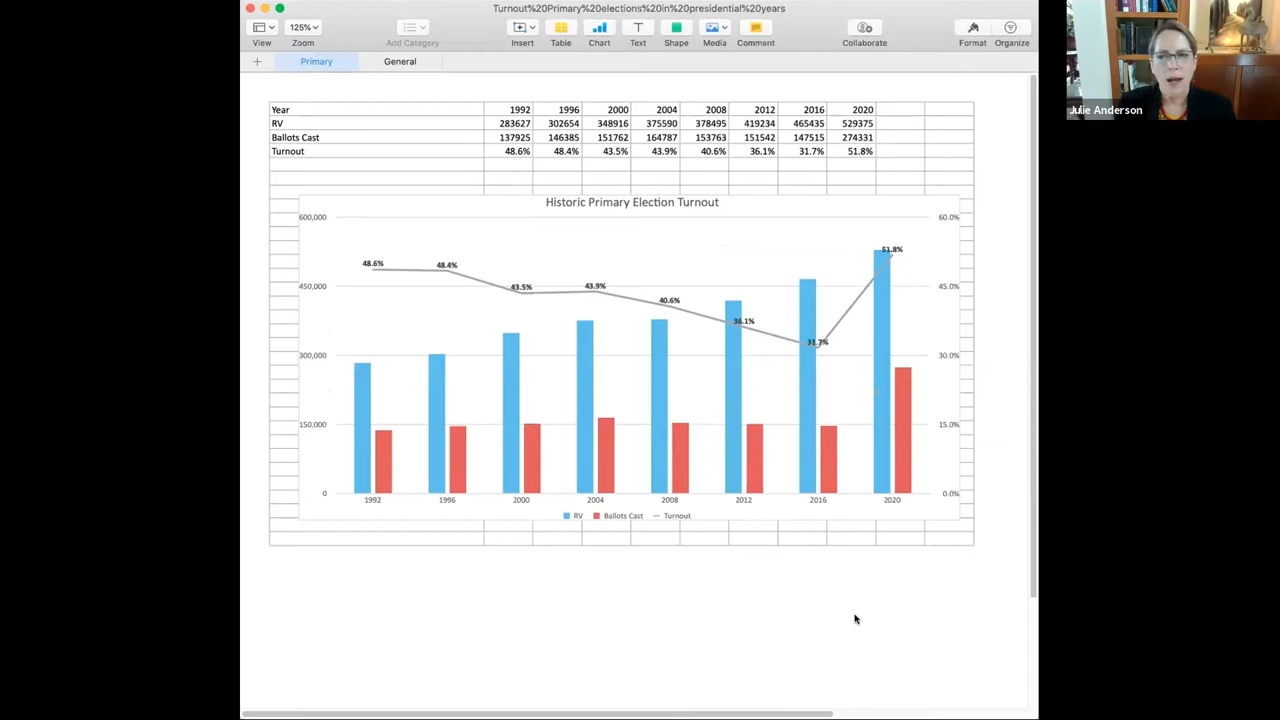 Turnout%20Primary%20elections%20in%20presidential%20years
125%
View Zoom Add Category Insert Table Chart Text Shape Media Comment Collaborate Format Organize
Primary General
Julie Anderson
Year 1992 1996 2000 2004 2008 2012 2016 2020
RV 283627 302654 348916 375590 378495 419234 465435 529375
Ballots Cast 137925 146385 151762 164787 153763 151542 147515 274331
Turnout 48.6% 48.4% 43.5% 43.9% 40.6% 36.1% 31.7% 51.8%
Historic Primary Election Turnout
600,000 60.0%
51.8%
48.6% 48.4%
450,000 43.5% 43.9% 45.0%
40.6%
36.1%
31.7%
300,000 30.0%
150,000 15.0%
0 0.0%
1992 1996 2000 2004 2008 2012 2016 2020
RV Ballots Cast Turnout